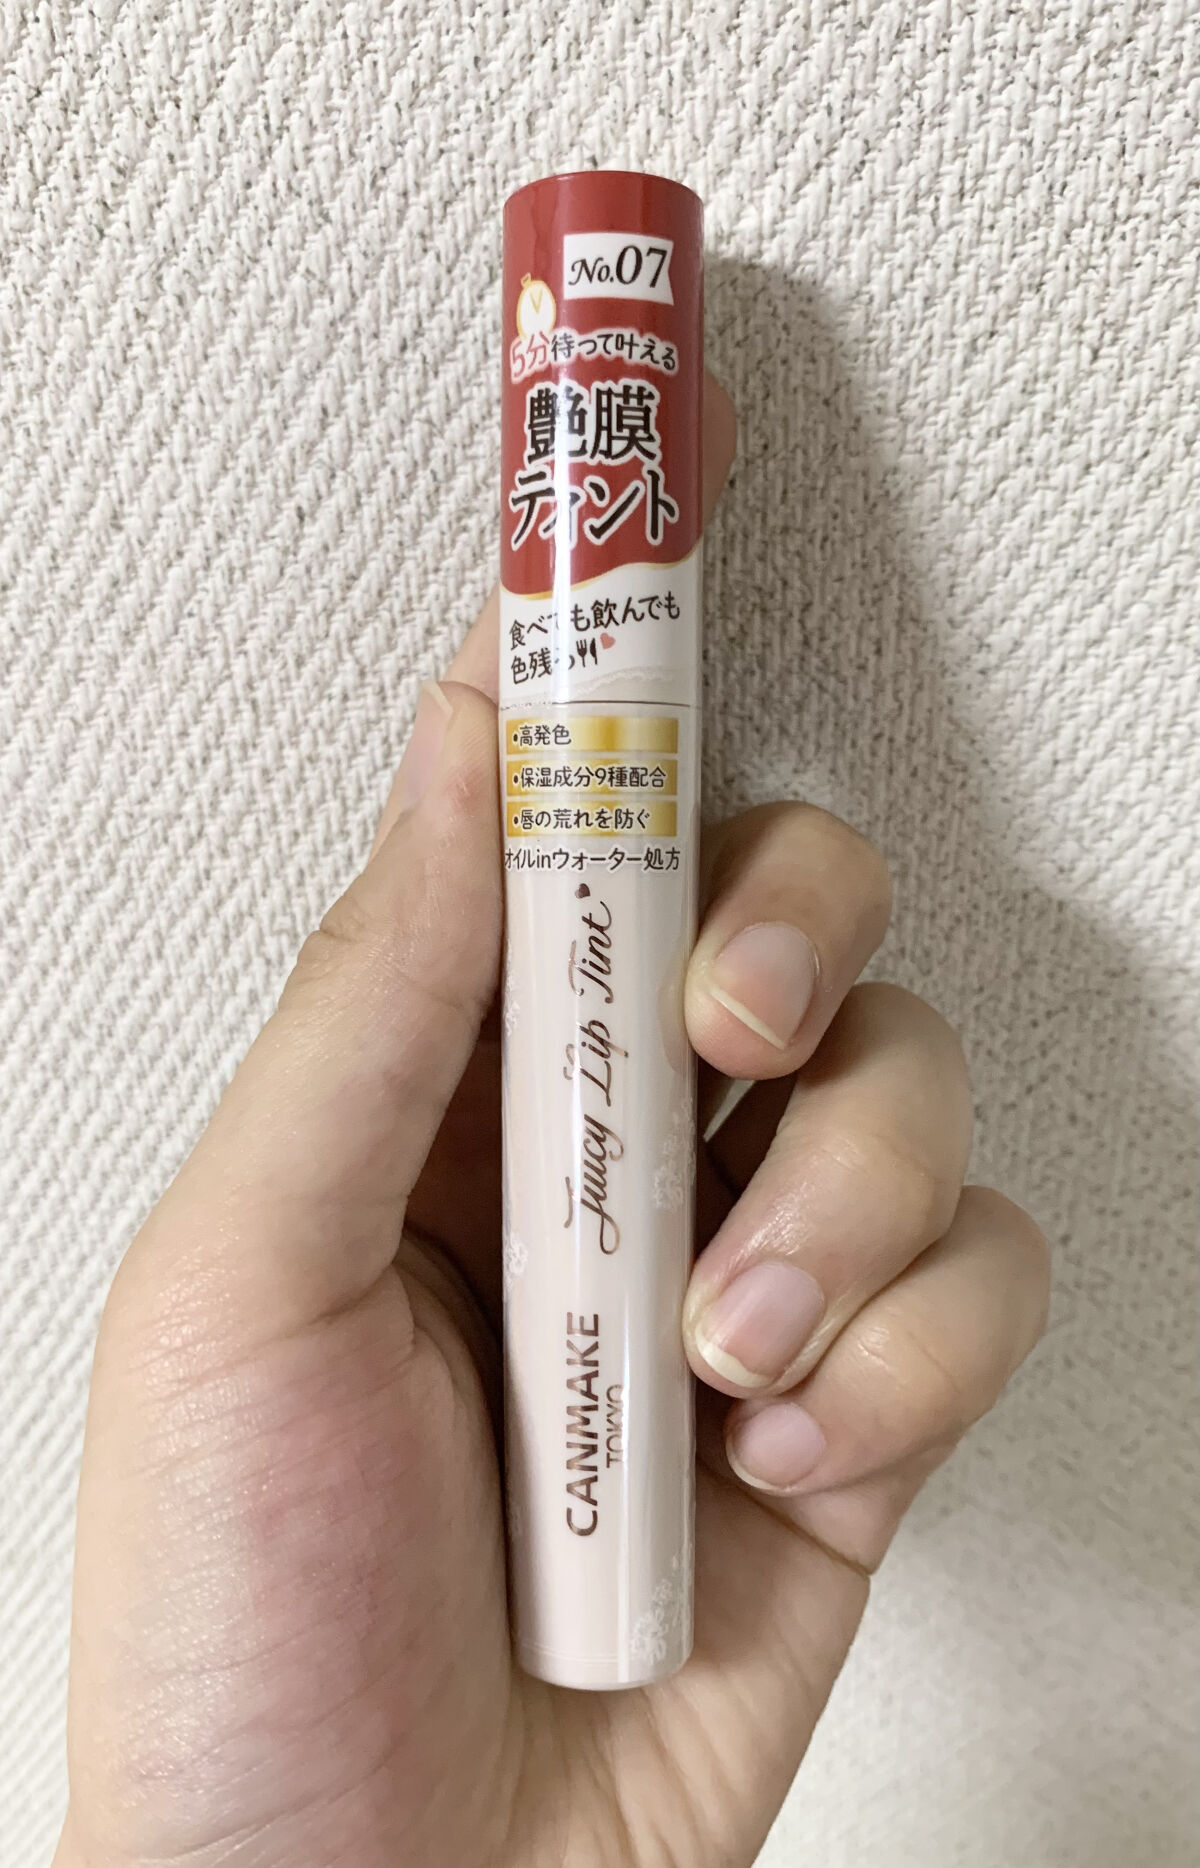 No.07
5分待って叶える
艶膜
ティント
食べても飲んでも
色残る
•高発色
•保湿成分9種配合
•唇の荒れを防ぐ
オイルinウォーター処方
Juicy Lip Tint
CANMAKE
TOKYO